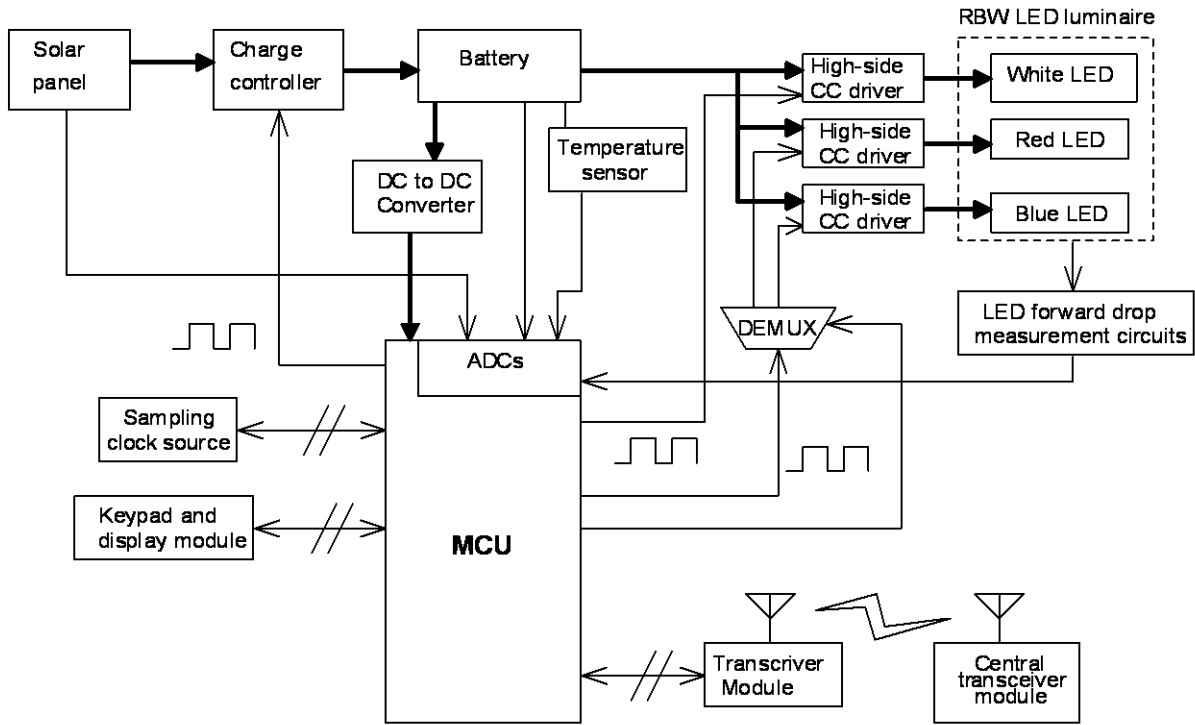 RBW LED luminaire
Solar
panel
Charge
controller
Battery
High-side
CC driver
White LED
High-side
CC driver
Red LED
Temperature
sensor
DC to DC
Converter
High-side
CC driver
Blue LED
DEMUX
LED forward drop
measurement circuits
ADCs
Sampling
clock source
Keypad and
display module
MCU
Transcriver
Module
Central
transceiver
module